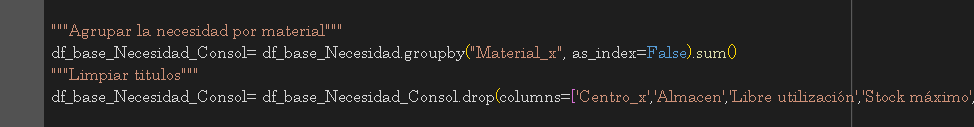 """Agrupar la necesidad por material"""
df_base_Necesidad_Consol= df_base_Necesidad.groupby("Material_x", as_index=False).sum()
"""Limpiar titulos"""
df_base_Necesidad_Consol= df_base_Necesidad_Consol.drop(columns=['Centro_x','Almacen','Libre utilización','Stock máximo',